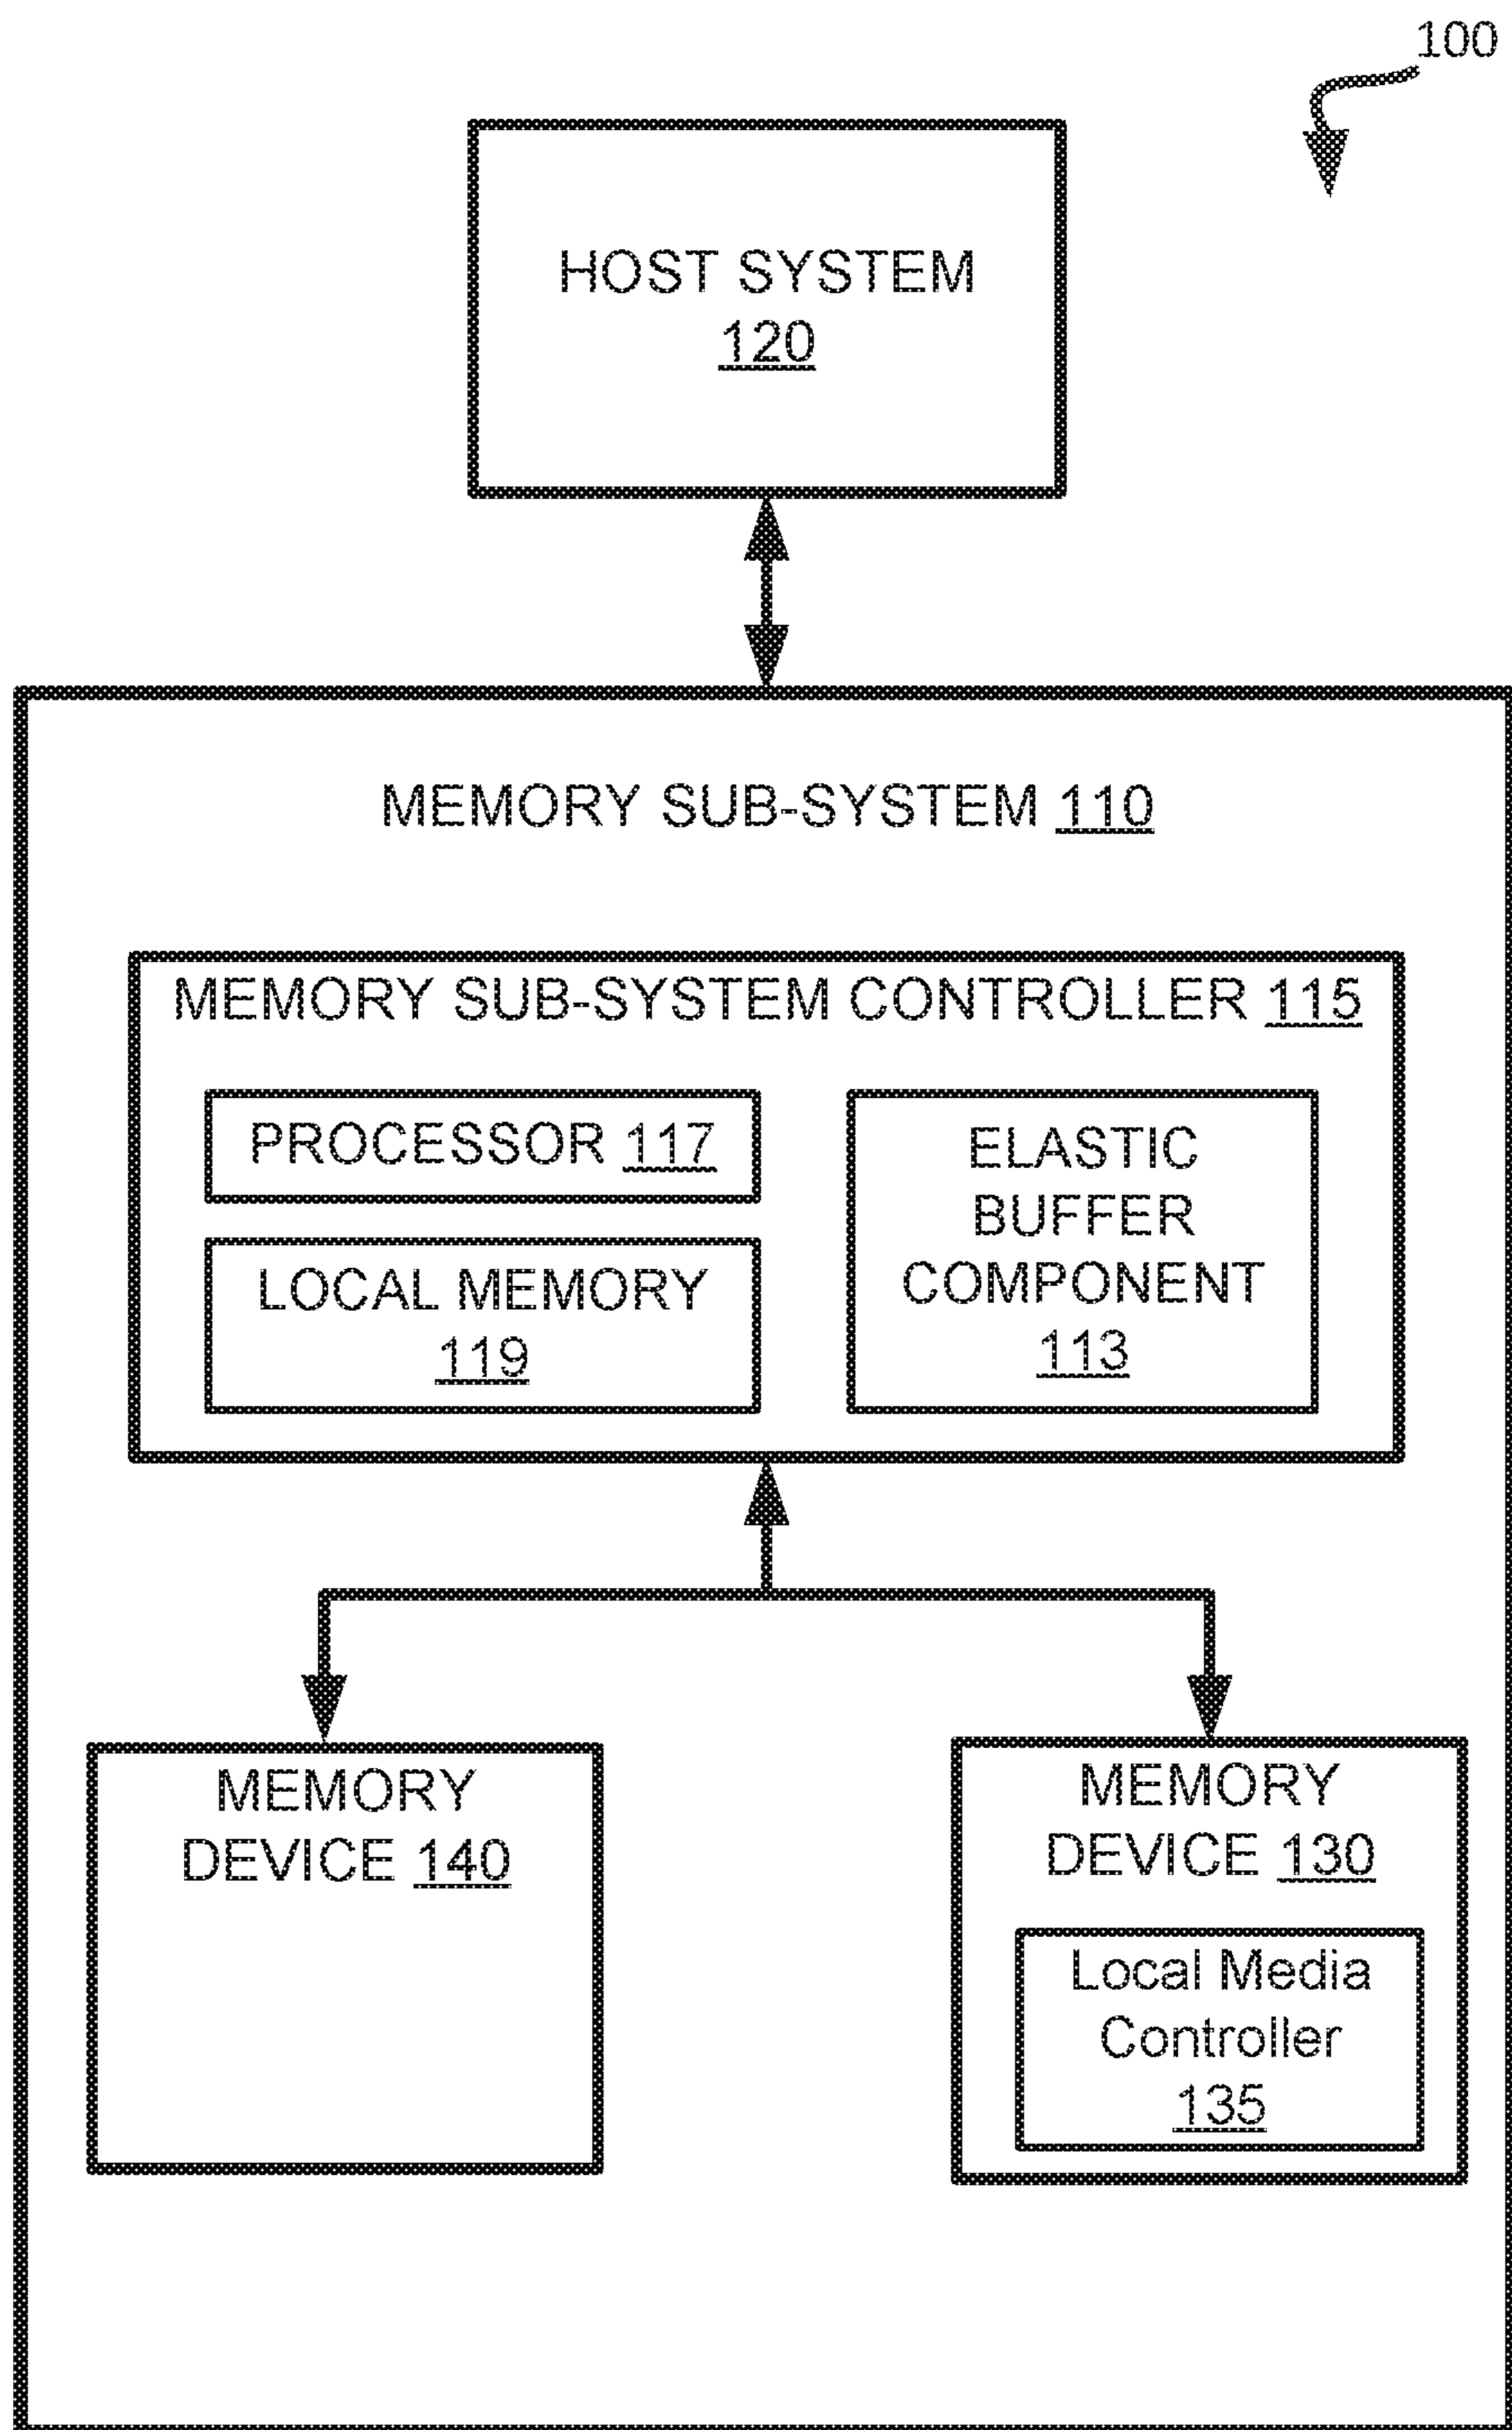 100
HOST SYSTEM
120
MEMORY SUB-SYSTEM 110
MEMORY SUB-SYSTEM CONTROLLER 115
PROCESSOR 117
LOCAL MEMORY
119
ELASTIC
BUFFER
COMPONENT
113
MEMORY
DEVICE 140
MEMORY
DEVICE 130
Local Media
Controller
135